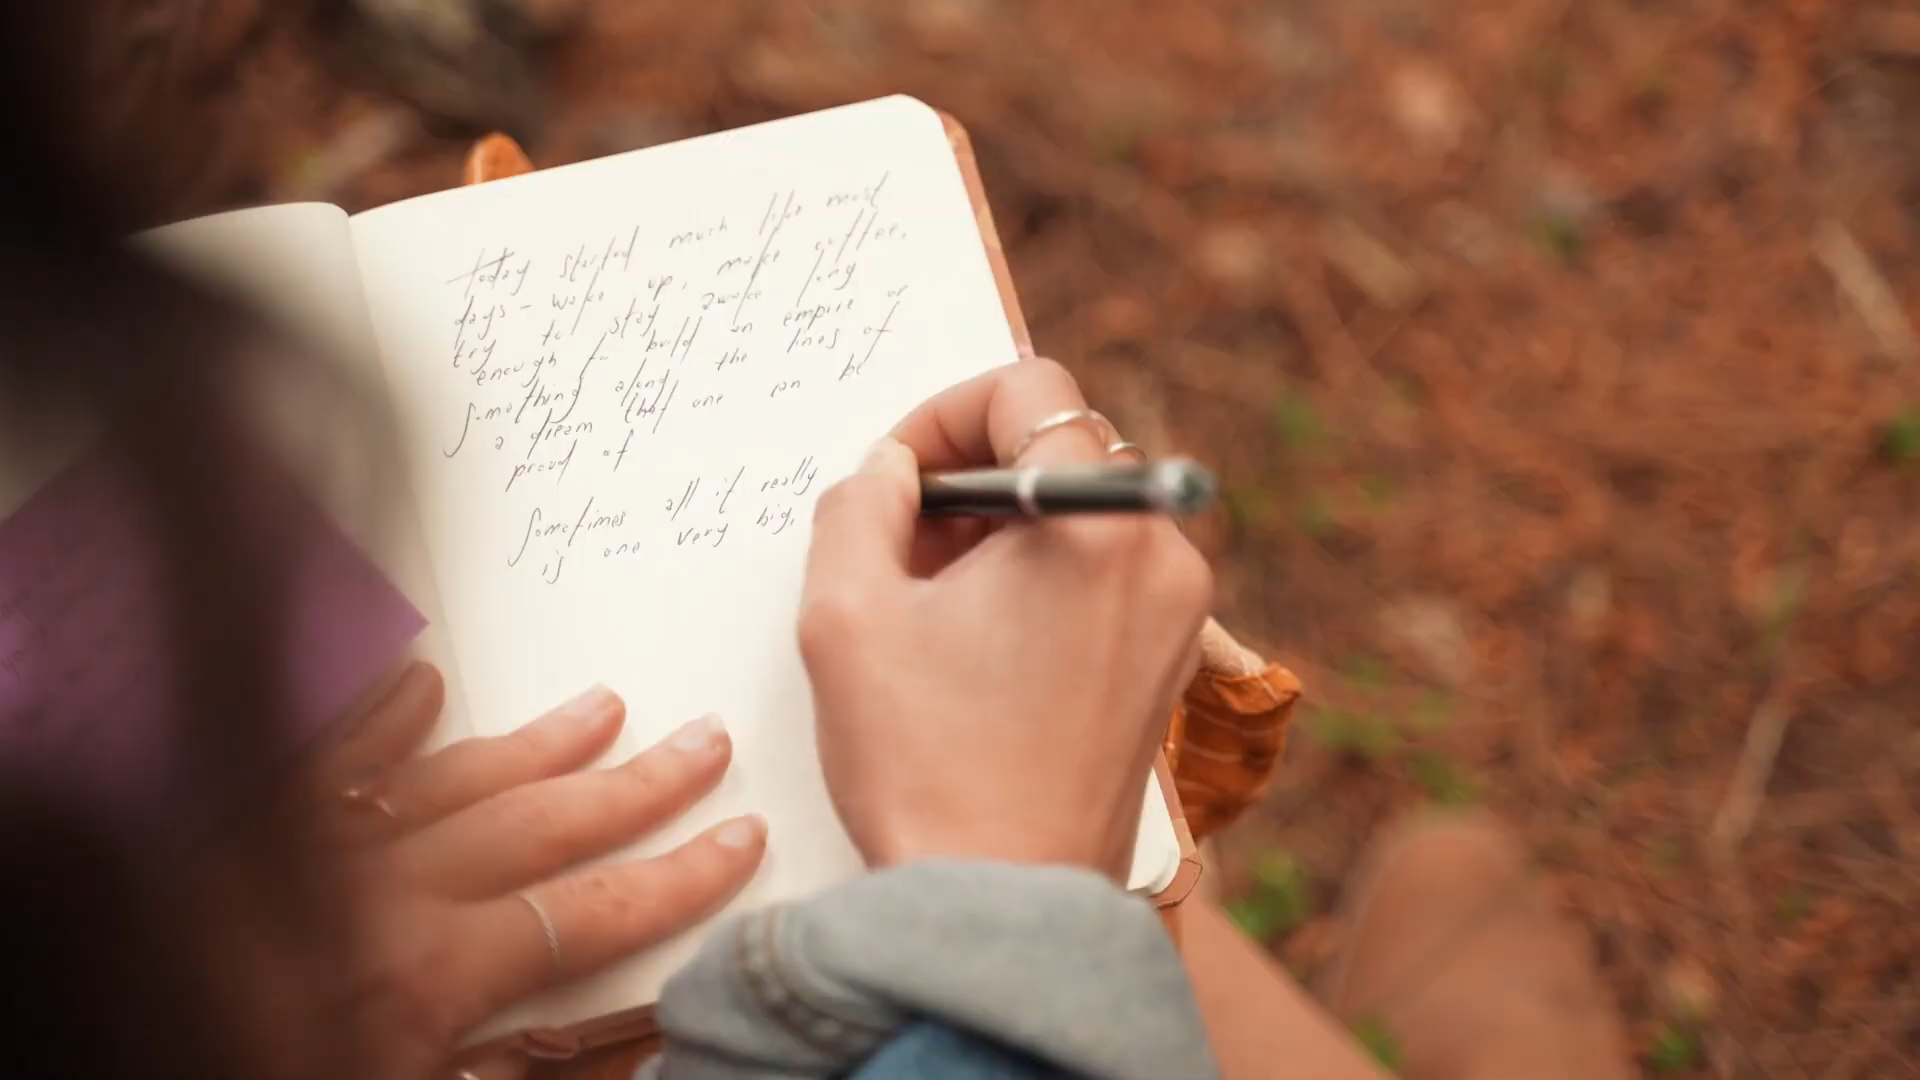 today started much like most
days - wake up, make coffee,
try to stay awake long
enough to build an empire or
something along the lines of
a dream that one can be
proud of
Sometimes all it really
is one very big,